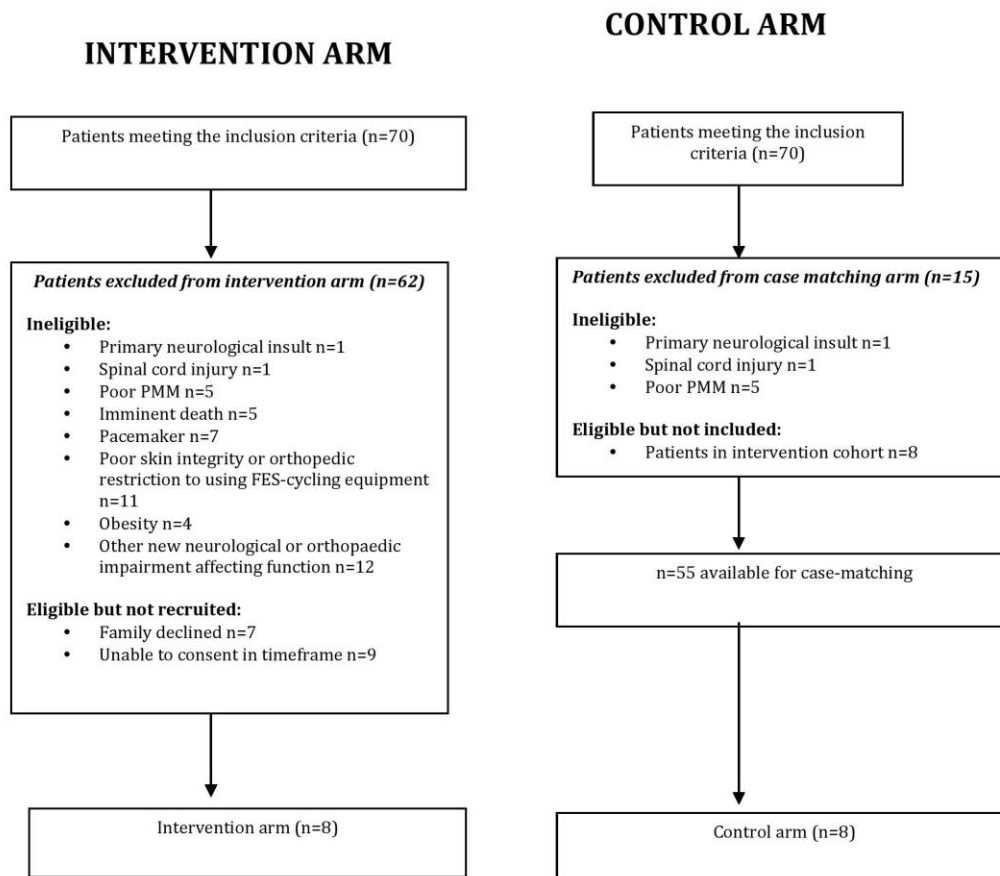 INTERVENTION ARM
Patients meeting the inclusion criteria (n=70)
Patients excluded from intervention arm (n=62)
Ineligible:
• Primary neurological insult n=1
• Spinal cord injury n=1
• Poor PMM n=5
• Imminent death n=5
• Pacemaker n=7
• Poor skin integrity or orthopedic
restriction to using FES-cycling equipment
n=11
• Obesity n=4
• Other new neurological or orthopaedic
impairment affecting function n=12
Eligible but not recruited:
• Family declined n=7
• Unable to consent in timeframe n=9
Intervention arm (n=8)
CONTROL ARM
Patients meeting the inclusion
criteria (n=70)
Patients excluded from case matching arm (n=15)
Ineligible:
• Primary neurological insult n=1
• Spinal cord injury n=1
• Poor PMM n=5
Eligible but not included:
• Patients in intervention cohort n=8
n=55 available for case-matching
Control arm (n=8)